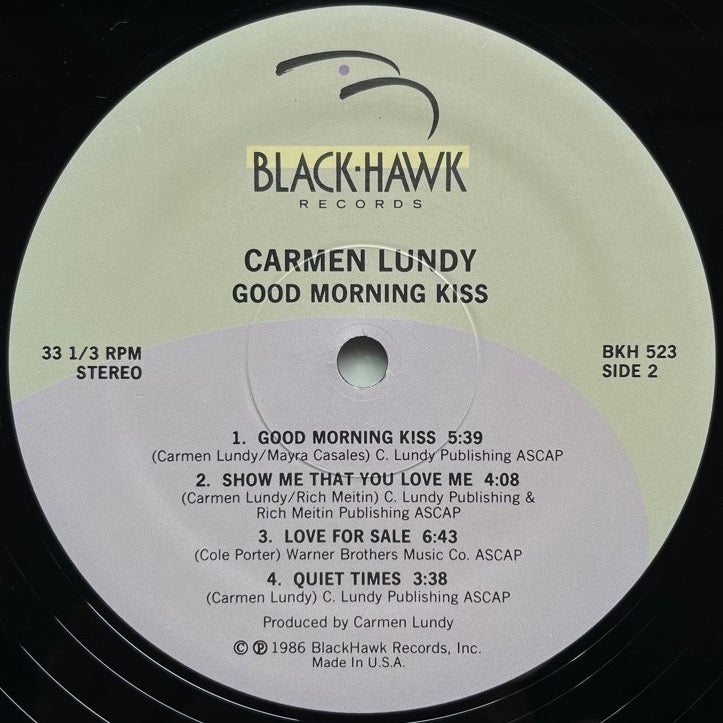 BLACK·HAWK
RECORDS
CARMEN LUNDY
GOOD MORNING KISS
33 1/3 RPM
STEREO
BKH 523
SIDE 2
1. GOOD MORNING KISS 5:39
(Carmen Lundy/Mayra Casales) C. Lundy Publishing ASCAP
2. SHOW ME THAT YOU LOVE ME 4:08
(Carmen Lundy/Rich Meitin) C. Lundy Publishing &
Rich Meitin Publishing ASCAP
3. LOVE FOR SALE 6:43
(Cole Porter) Warner Brothers Music Co. ASCAP
4. QUIET TIMES 3:38
(Carmen Lundy) C. Lundy Publishing ASCAP
Produced by Carmen Lundy
© ℗ 1986 BlackHawk Records, Inc.
Made In U.S.A.